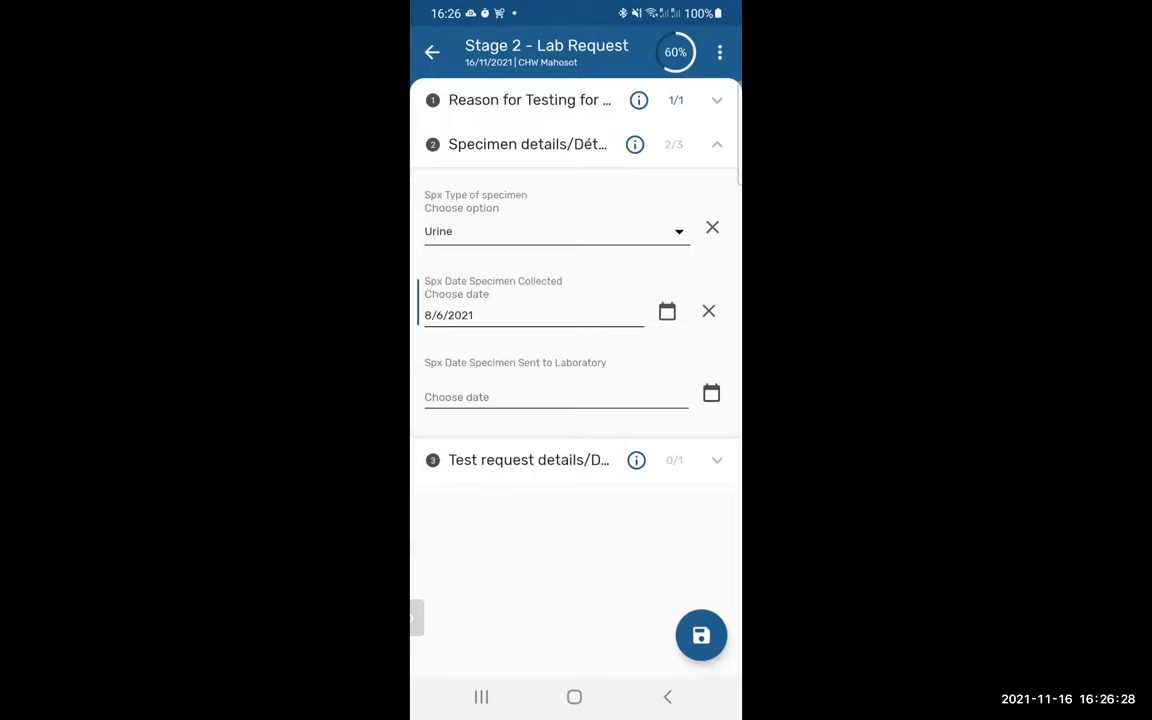 16:26
100%
Stage 2 - Lab Request
16/11/2021 | CHW Mahosot
60%
1 Reason for Testing for ... 1/1
2 Specimen details/Dét... 2/3
Spx Type of specimen
Choose option
Urine
Spx Date Specimen Collected
Choose date
8/6/2021
Spx Date Specimen Sent to Laboratory
Choose date
3 Test request details/D... 0/1
2021-11-16 16:26:28